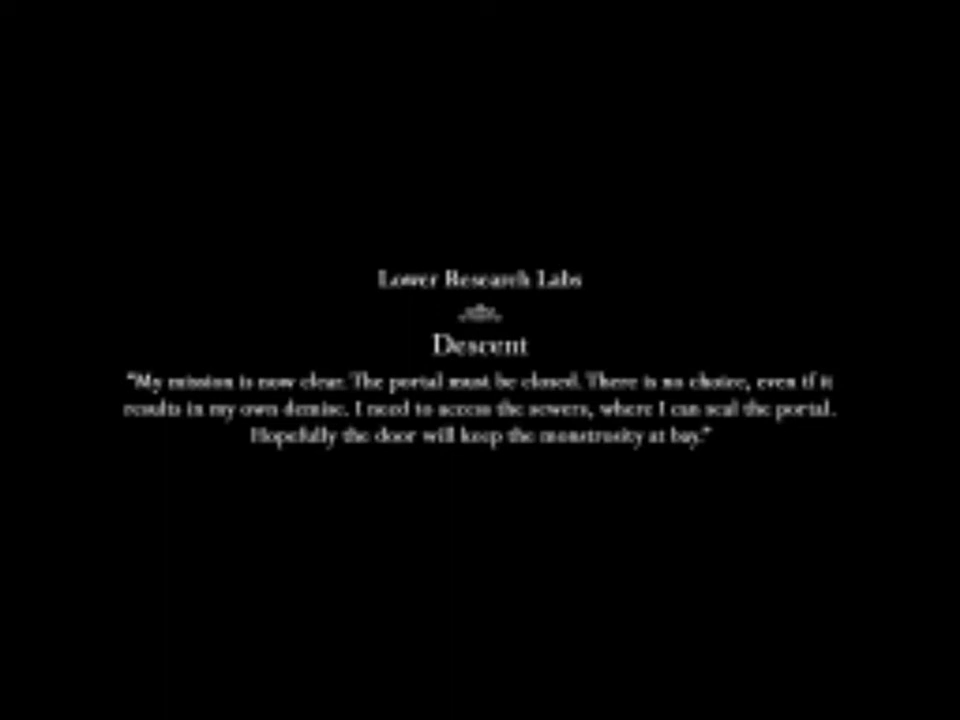 Lower Research Labs
Descent
"My mission is now clear. The portal must be closed. There is no choice, even if it
results in my own demise. I need to access the sewers, where I can seal the portal.
Hopefully the door will keep the monstrosity at bay."